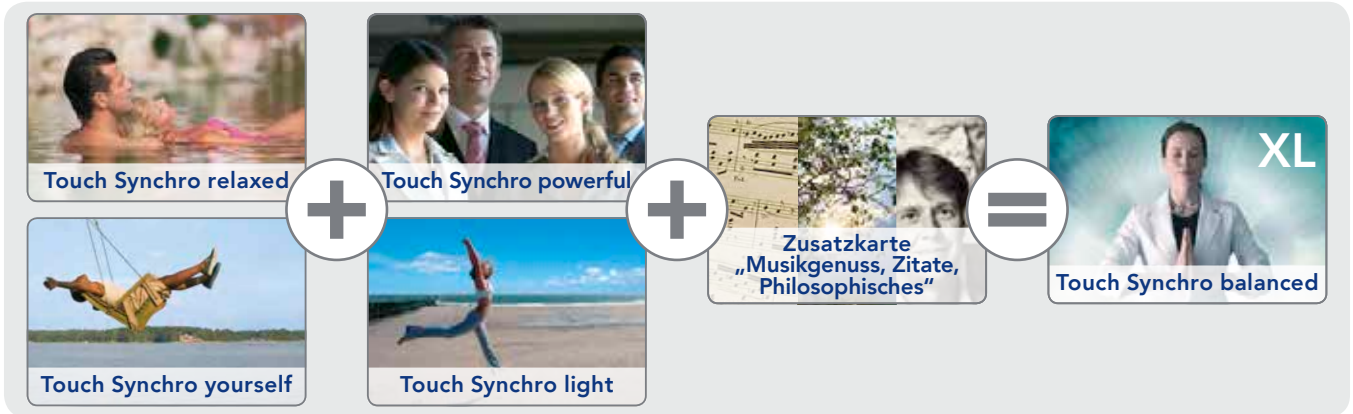 Touch Synchro relaxed
Touch Synchro powerful
Touch Synchro yourself
Touch Synchro light
Zusatzkarte
„Musikgenuss, Zitate,
Philosophisches“
XL
Touch Synchro balanced